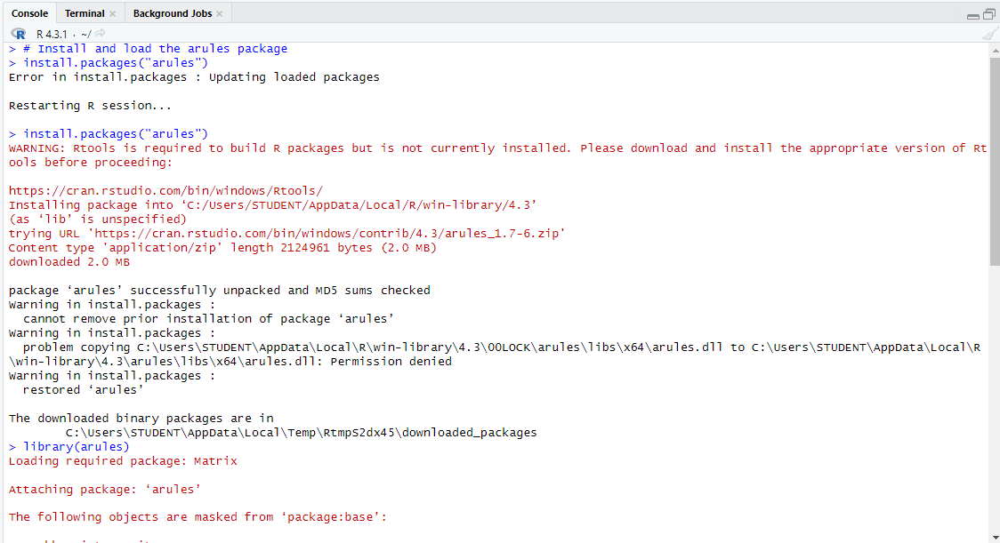 Console Terminal × Background Jobs ×
R R 4.3.1 · ~/
> # Install and load the arules package
> install.packages("arules")
Error in install.packages : Updating loaded packages
Restarting R session...
> install.packages("arules")
WARNING: Rtools is required to build R packages but is not currently installed. Please download and install the appropriate version of Rt
ools before proceeding:
https://cran.rstudio.com/bin/windows/Rtools/
Installing package into ‘C:/Users/STUDENT/AppData/Local/R/win-library/4.3’
(as ‘lib’ is unspecified)
trying URL 'https://cran.rstudio.com/bin/windows/contrib/4.3/arules_1.7-6.zip'
Content type 'application/zip' length 2124961 bytes (2.0 MB)
downloaded 2.0 MB
package ‘arules’ successfully unpacked and MD5 sums checked
Warning in install.packages :
  cannot remove prior installation of package ‘arules’
Warning in install.packages :
  problem copying C:\Users\STUDENT\AppData\Local\R\win-library\4.3\00LOCK\arules\libs\x64\arules.dll to C:\Users\STUDENT\AppData\Local\R
\win-library\4.3\arules\libs\x64\arules.dll: Permission denied
Warning in install.packages :
  restored ‘arules’
The downloaded binary packages are in
        C:\Users\STUDENT\AppData\Local\Temp\RtmpS2dx45\downloaded_packages
> library(arules)
Loading required package: Matrix
Attaching package: ‘arules’
The following objects are masked from ‘package:base’: